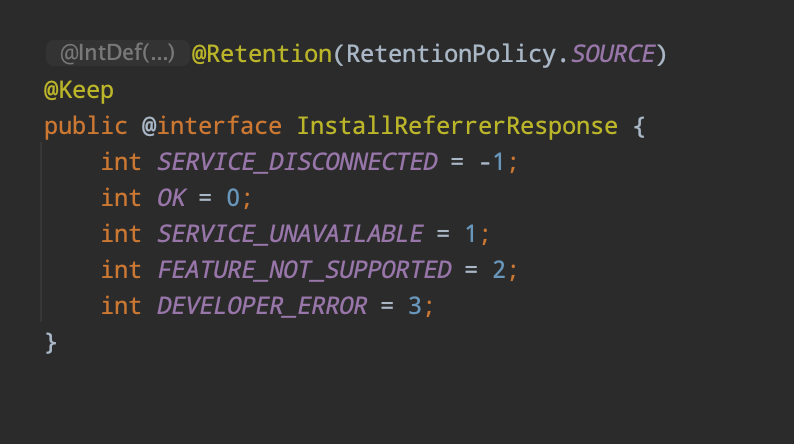 @IntDef(...) @Retention(RetentionPolicy.SOURCE)
@Keep
public @interface InstallReferrerResponse {
    int SERVICE_DISCONNECTED = -1;
    int OK = 0;
    int SERVICE_UNAVAILABLE = 1;
    int FEATURE_NOT_SUPPORTED = 2;
    int DEVELOPER_ERROR = 3;
}